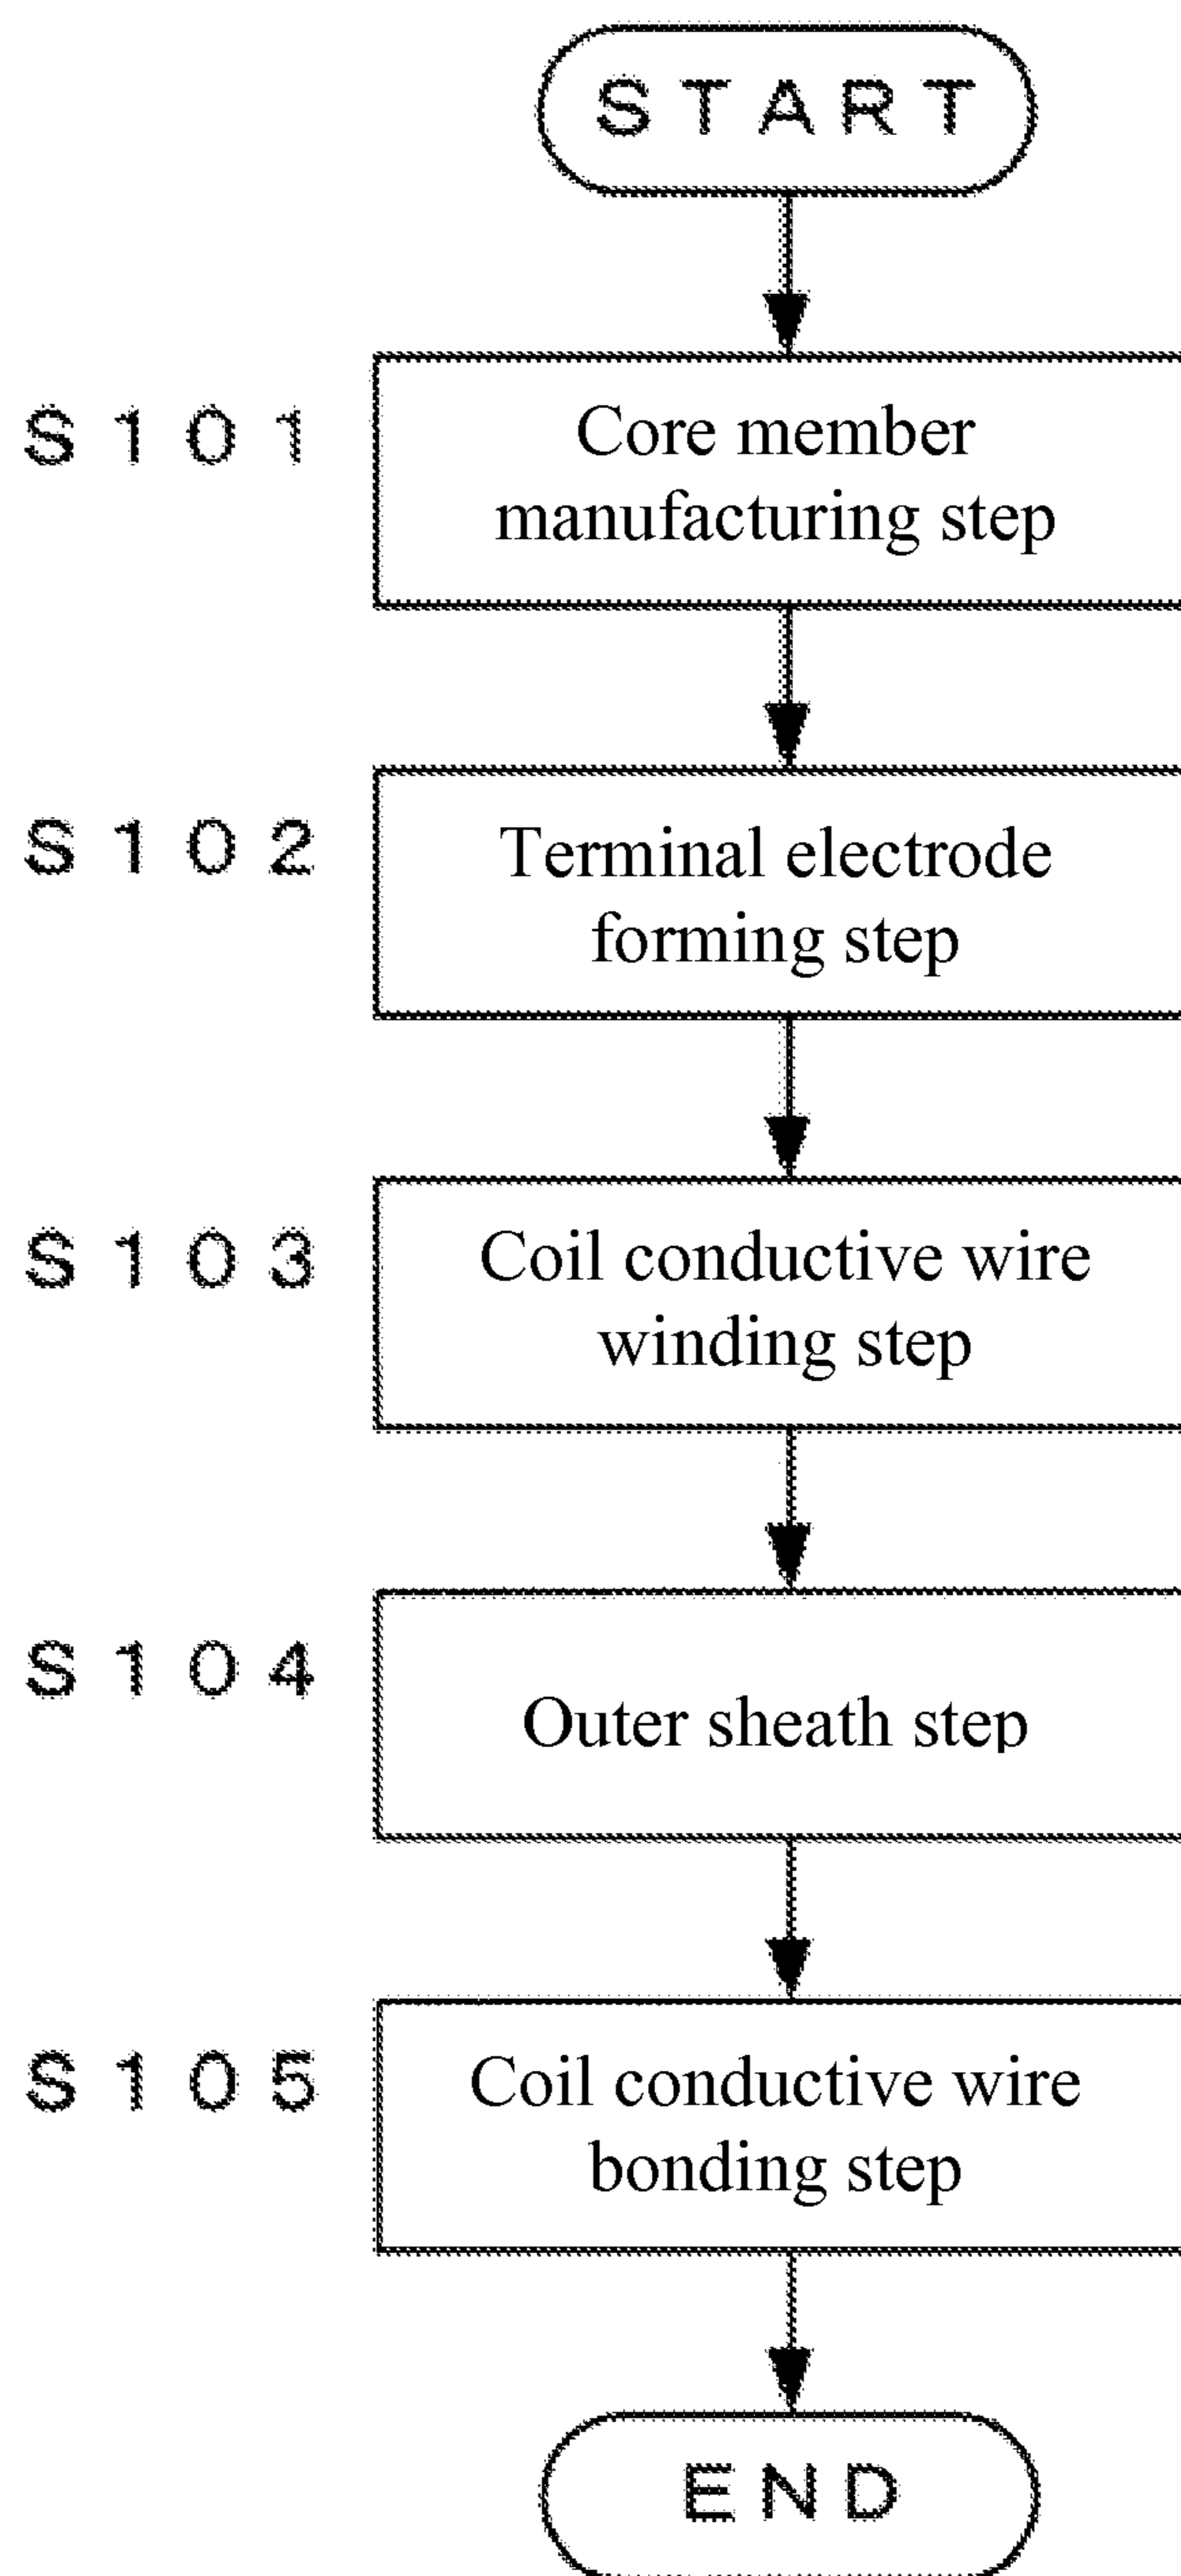 START
S101
Core member
manufacturing step
S102
Terminal electrode
forming step
S103
Coil conductive wire
winding step
S104
Outer sheath step
S105
Coil conductive wire
bonding step
END